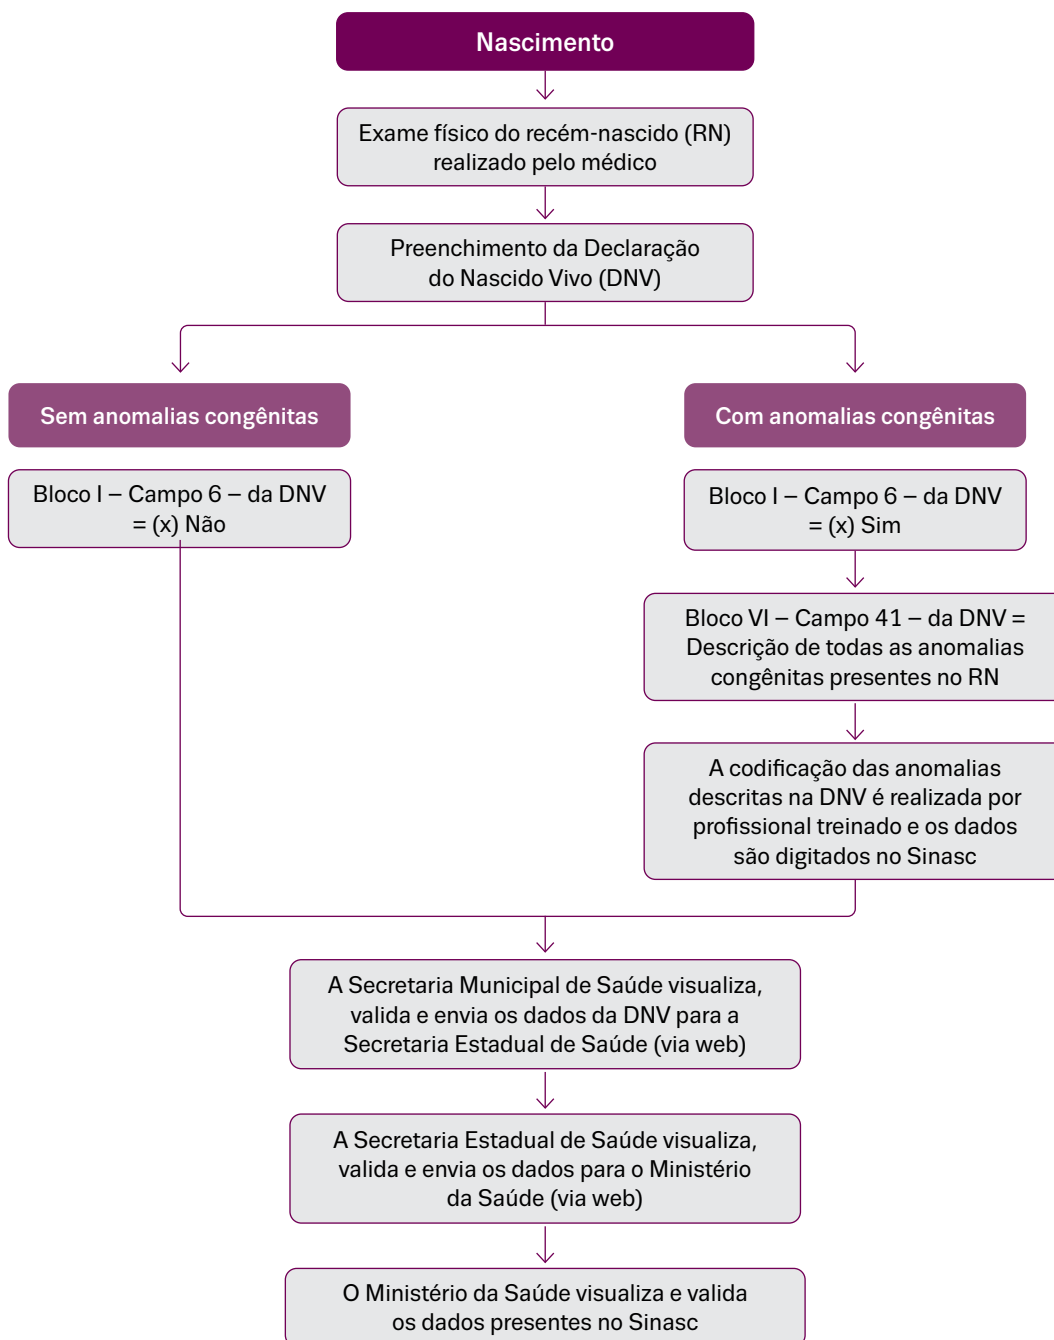 Nascimento
Exame físico do recém-nascido (RN)
realizado pelo médico
Preenchimento da Declaração
do Nascido Vivo (DNV)
Sem anomalias congênitas
Bloco I – Campo 6 – da DNV
= (x) Não
Com anomalias congênitas
Bloco I – Campo 6 – da DNV
= (x) Sim
Bloco VI – Campo 41 – da DNV =
Descrição de todas as anomalias
congênitas presentes no RN
A codificação das anomalias
descritas na DNV é realizada por
profissional treinado e os dados
são digitados no Sinasc
A Secretaria Municipal de Saúde visualiza,
valida e envia os dados da DNV para a
Secretaria Estadual de Saúde (via web)
A Secretaria Estadual de Saúde visualiza,
valida e envia os dados para o Ministério
da Saúde (via web)
O Ministério da Saúde visualiza e valida
os dados presentes no Sinasc